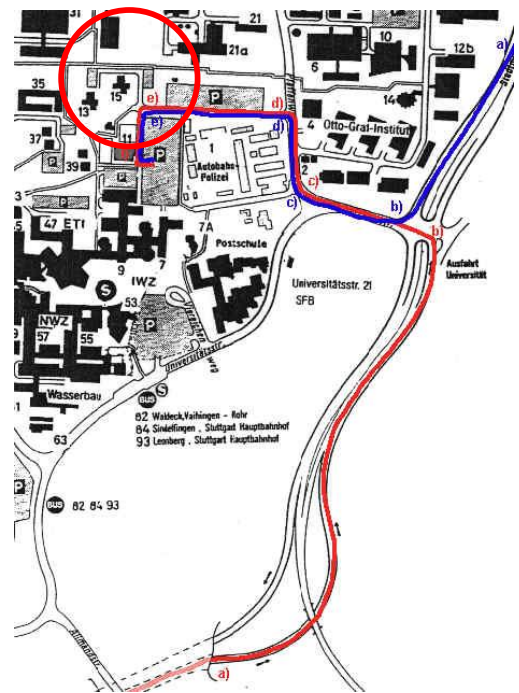 21
21a
6
10
12b
a)
35
13
15
14
P
e)
e)
d)
d)
4
Otto-Graf-Institut
37
39
11
P
P
1
Autobahn-
Polizei
2
c)
c)
b)
b)
P
47 ETI
9
7
7A
Postschule
IWZ
S
53
Universitätsstr. 21
SFB
Ausfahrt
Universität
NWZ
57
55
P
Universitätsstr.
Wasserbau
BUS S
82 Waldeck, Vaihingen - Rohr
84 Sindelfingen , Stuttgart Hauptbahnhof
93 Leonberg , Stuttgart Hauptbahnhof
63
P
BUS 82 84 93
Allmandstr.
a)